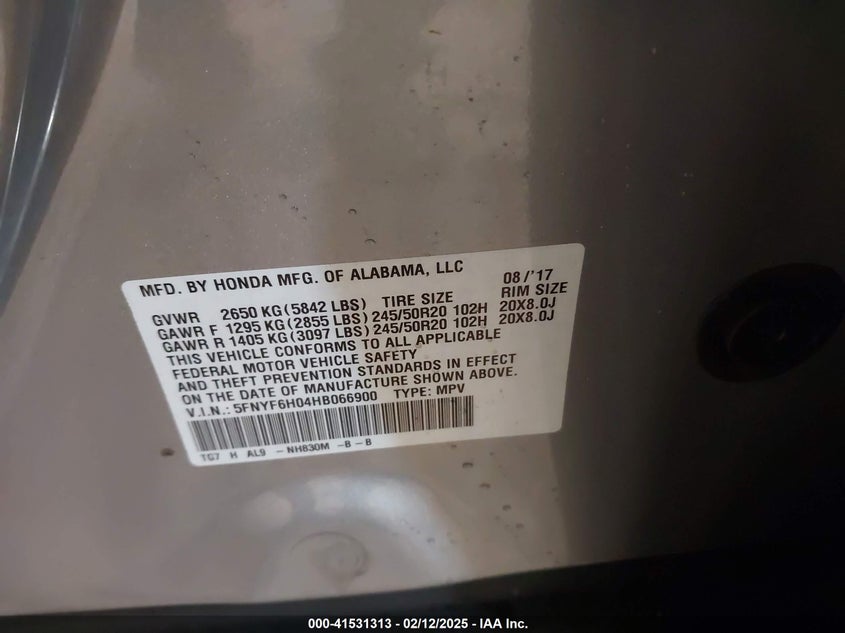 MFD. BY HONDA MFG. OF ALABAMA, LLC 08/'17
GVWR 2650 KG (5842 LBS) TIRE SIZE RIM SIZE
GAWR F 1295 KG (2855 LBS) 245/50R20 102H 20X8.0J
GAWR R 1405 KG (3097 LBS) 245/50R20 102H 20X8.0J
THIS VEHICLE CONFORMS TO ALL APPLICABLE
FEDERAL MOTOR VEHICLE SAFETY
AND THEFT PREVENTION STANDARDS IN EFFECT
ON THE DATE OF MANUFACTURE SHOWN ABOVE.
V.I.N.: 5FNYF6H04HB066900 TYPE: MPV
TG7 H AL9 -NH830M -B-B
000-41531313 - 02/12/2025 - IAA Inc.